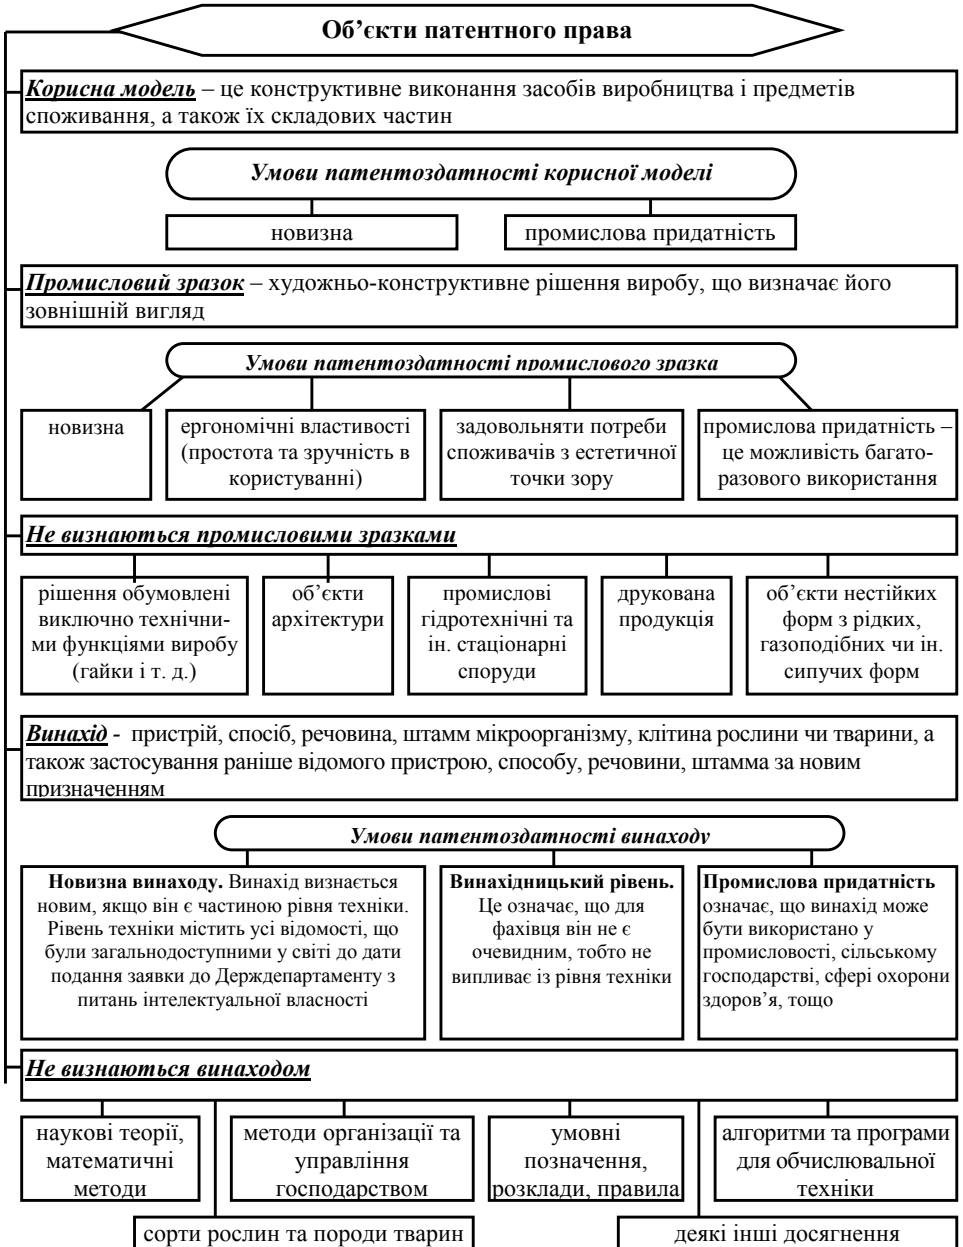 Об’єкти патентного права
Корисна модель – це конструктивне виконання засобів виробництва і предметів
споживання, а також їх складових частин
Умови патентоздатності корисної моделі
новизна
промислова придатність
Промисловий зразок – художньо-конструктивне рішення виробу, що визначає його
зовнішній вигляд
Умови патентоздатності промислового зразка
новизна
ергономічні властивості
(простота та зручність в
користуванні)
задовольняти потреби
споживачів з естетичної
точки зору
промислова придатність –
це можливість багато-
разового використання
Не визнаються промисловими зразками
рішення обумовлені
виключно технічни-
ми функціями виробу
(гайки і т. д.)
об’єкти
архітектури
промислові
гідротехнічні та
ін. стаціонарні
споруди
друкована
продукція
об’єкти нестійких
форм з рідких,
газоподібних чи ін.
сипучих форм
Винахід - пристрій, спосіб, речовина, штамм мікроорганізму, клітина рослини чи тварини, а
також застосування раніше відомого пристрою, способу, речовини, штамма за новим
призначенням
Умови патентоздатності винаходу
Новизна винаходу. Винахід визнається
новим, якщо він є частиною рівня техніки.
Рівень техніки містить усі відомості, що
були загальнодоступними у світі до дати
подання заявки до Держдепартаменту з
питань інтелектуальної власності
Винахідницький рівень.
Це означає, що для
фахівця він не є
очевидним, тобто не
випливає із рівня техніки
Промислова придатність
означає, що винахід може
бути використано у
промисловості, сільському
господарстві, сфері охорони
здоров’я, тощо
Не визнаються винаходом
наукові теорії,
математичні
методи
методи організації та
управління
господарством
умовні
позначення,
розклади, правила
алгоритми та програми
для обчислювальної
техніки
сорти рослин та породи тварин
деякі інші досягнення